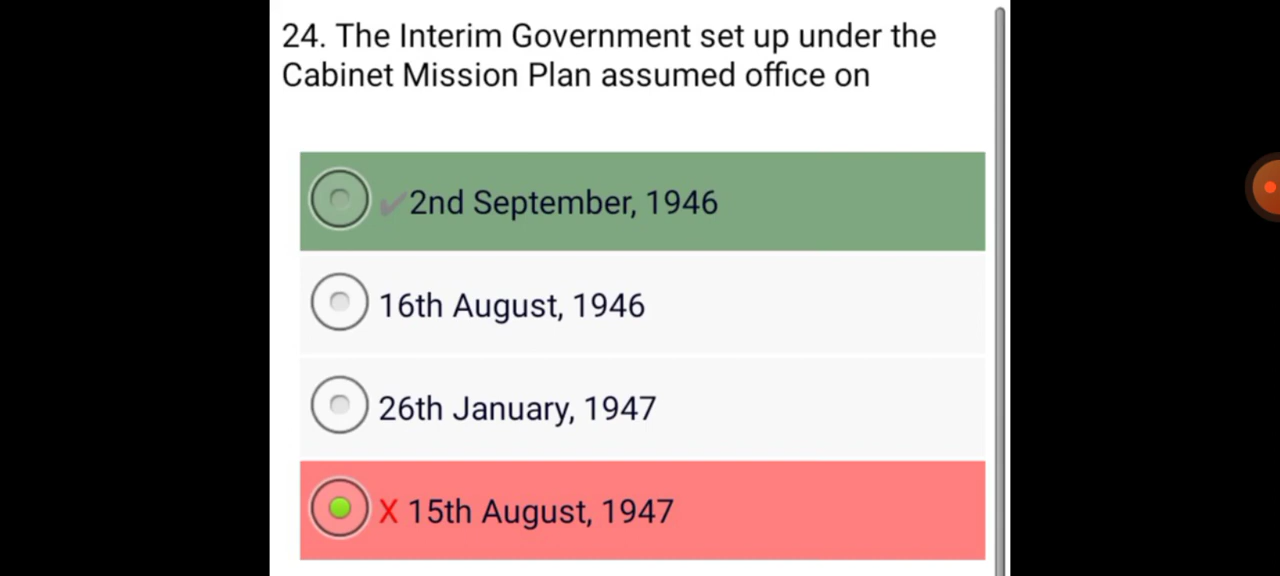 24. The Interim Government set up under the
Cabinet Mission Plan assumed office on
✔2nd September, 1946
16th August, 1946
26th January, 1947
X 15th August, 1947